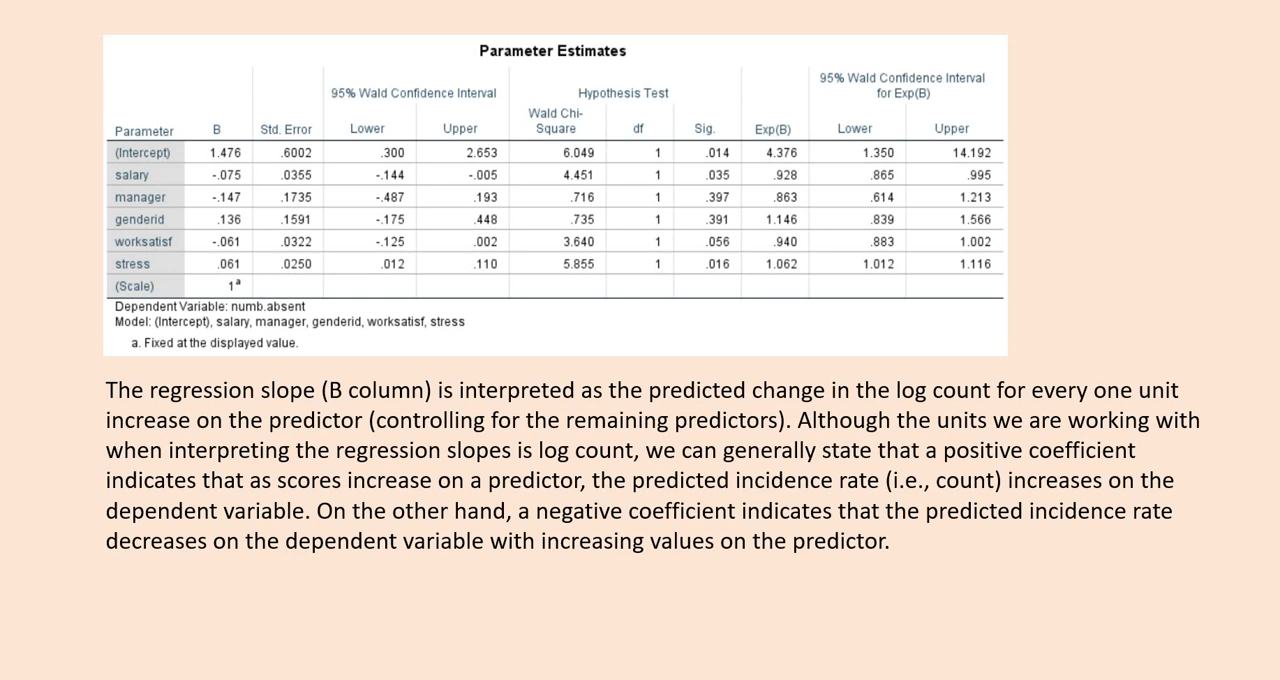 Parameter Estimates
95% Wald Confidence Interval Hypothesis Test 95% Wald Confidence Interval for Exp(B)
Parameter B Std. Error Lower Upper Wald Chi-Square df Sig. Exp(B) Lower Upper
(Intercept) 1.476 .6002 .300 2.653 6.049 1 .014 4.376 1.350 14.192
salary -.075 .0355 -.144 -.005 4.451 1 .035 .928 .865 .995
manager -.147 .1735 -.487 .193 .716 1 .397 .863 .614 1.213
genderid .136 .1591 -.175 .448 .735 1 .391 1.146 .839 1.566
worksatisf -.061 .0322 -.125 .002 3.640 1 .056 .940 .883 1.002
stress .061 .0250 .012 .110 5.855 1 .016 1.062 1.012 1.116
(Scale) 1ª
Dependent Variable: numb.absent
Model: (Intercept), salary, manager, genderid, worksatisf, stress
a. Fixed at the displayed value.
The regression slope (B column) is interpreted as the predicted change in the log count for every one unit
increase on the predictor (controlling for the remaining predictors). Although the units we are working with
when interpreting the regression slopes is log count, we can generally state that a positive coefficient
indicates that as scores increase on a predictor, the predicted incidence rate (i.e., count) increases on the
dependent variable. On the other hand, a negative coefficient indicates that the predicted incidence rate
decreases on the dependent variable with increasing values on the predictor.